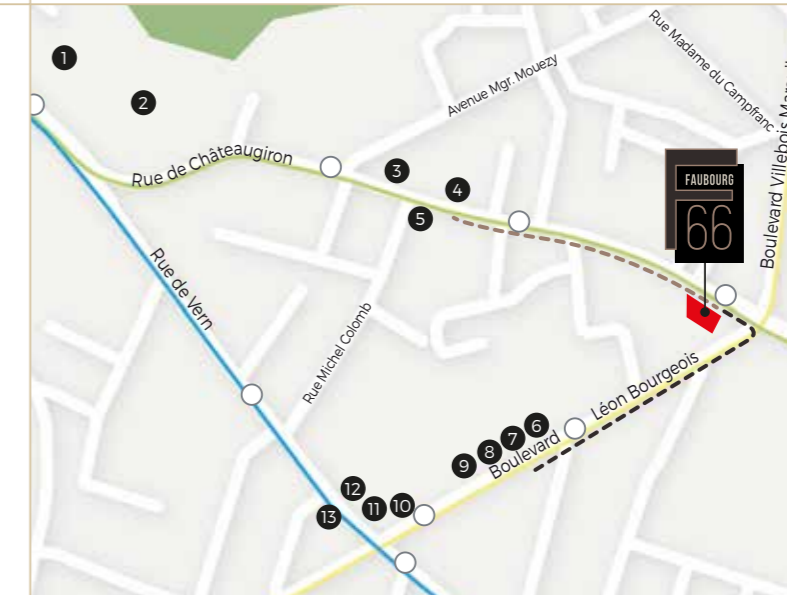 Rue Madame du Campfranc
1
Avenue Mgr. Mouezy
2
Rue de Châteaugiron
3
FAUBOURG
66
4
5
Boulevard Villebois
Rue de Vern
Rue Michel Colomb
Boulevard Léon Bourgeois
6
7
8
9
12
13
11
10